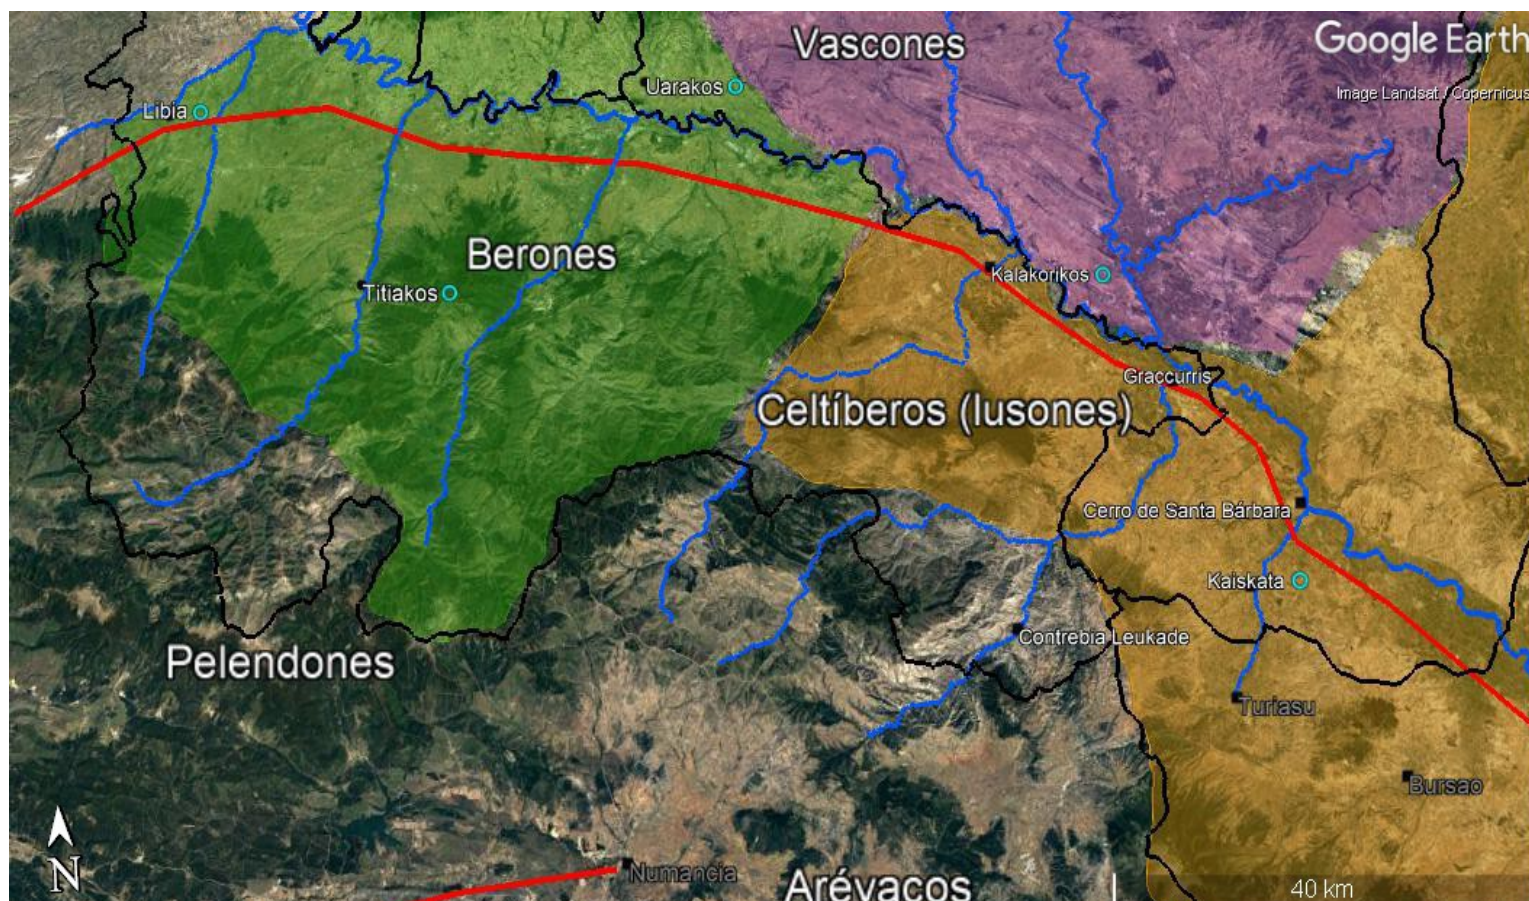 Vascones
Google Earth
Image Landsat / Copernicus
Uarakos
Libia
Berones
Titiakos
Kalakorikos
Graccurris
Celtíberos (lusones)
Cerro de Santa Bárbara
Kaiskata
Contrebia Leukade
Pelendones
Turiasu
Bursao
N
Numancia
Arévacos
40 km